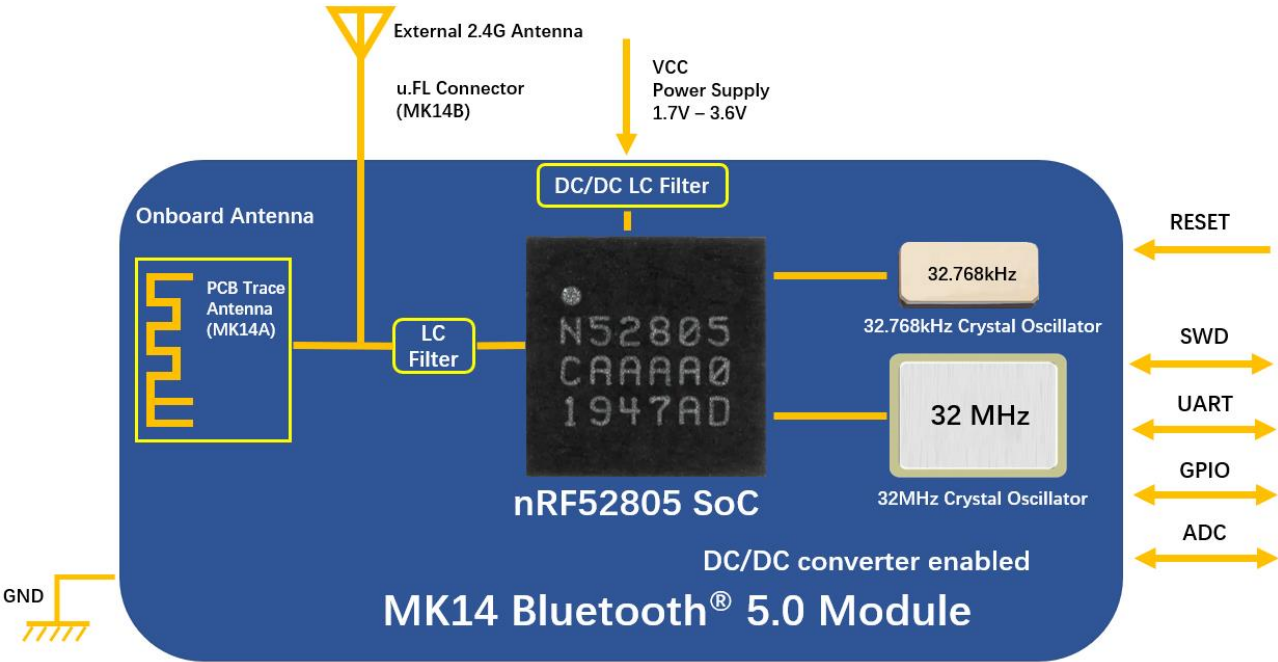 External 2.4G Antenna
u.FL Connector
(MK14B)
VCC
Power Supply
1.7V – 3.6V
DC/DC LC Filter
Onboard Antenna
PCB Trace
Antenna
(MK14A)
LC
Filter
N52805
CAAAA0
1947AD
nRF52805 SoC
32.768kHz
32.768kHz Crystal Oscillator
32 MHz
32MHz Crystal Oscillator
RESET
SWD
UART
GPIO
ADC
DC/DC converter enabled
GND
MK14 Bluetooth® 5.0 Module